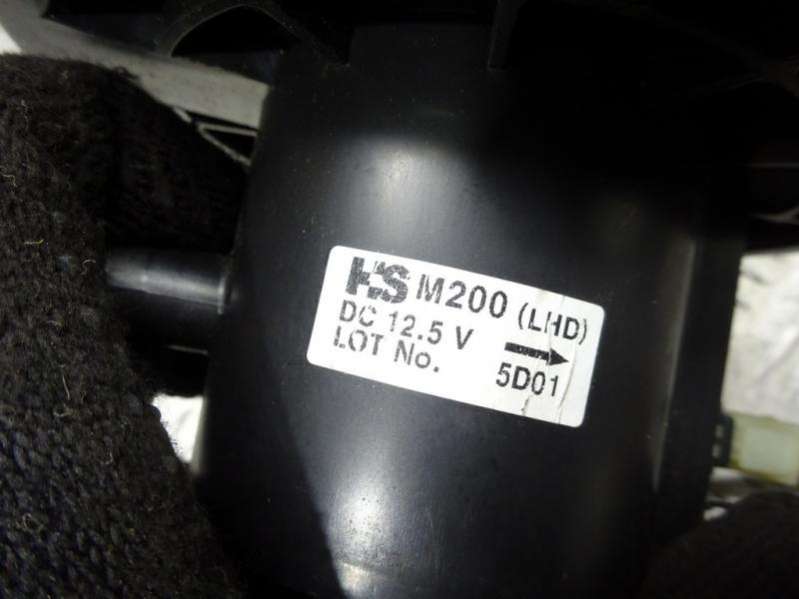 HS M200 (LHD)
DC 12.5 V
LOT No. 5D01